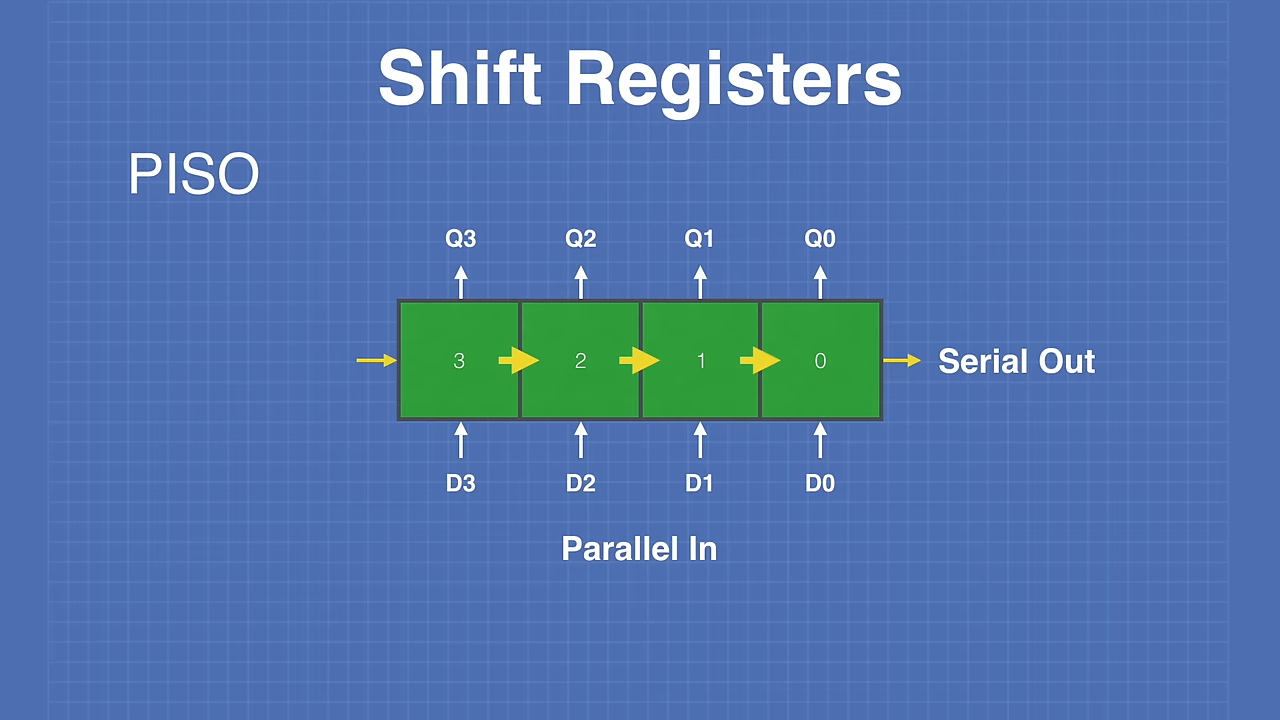 Shift Registers
PISO
Q3 Q2 Q1 Q0
3 2 1 0 Serial Out
D3 D2 D1 D0
Parallel In